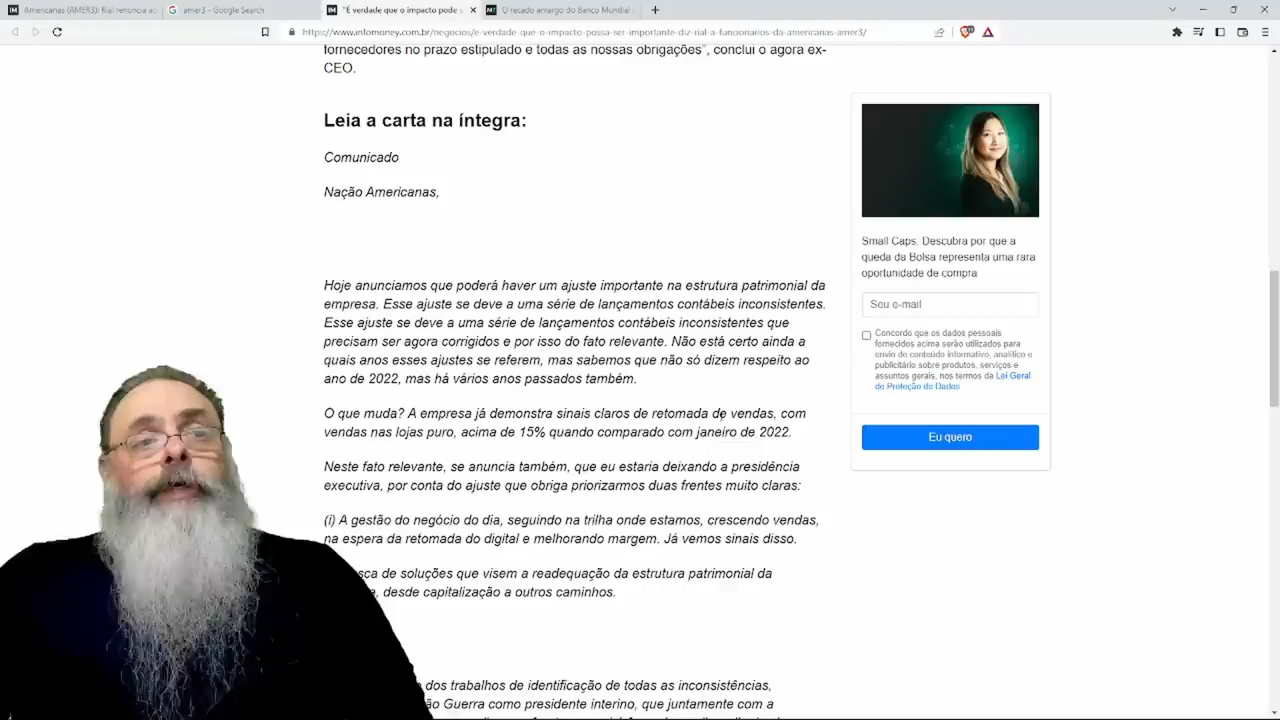 Americanas (AMER3): Rial renuncia ac
amer3 - Google Search
"É verdade que o impacto pode s
O recado amargo do Banco Mundial
https://www.infomoney.com.br/negocios/e-verdade-que-o-impacto-possa-ser-importante-diz-rial-a-funcionarios-da-americanas-amer3/
fornecedores no prazo estipulado e todas as nossas obrigações", conclui o agora ex-
CEO.
Leia a carta na íntegra:
Comunicado
Nação Americanas,
Hoje anunciamos que poderá haver um ajuste importante na estrutura patrimonial da
empresa. Esse ajuste se deve a uma série de lançamentos contábeis inconsistentes.
Esse ajuste se deve a uma série de lançamentos contábeis inconsistentes que
precisam ser agora corrigidos e por isso do fato relevante. Não está certo ainda a
quais anos esses ajustes se referem, mas sabemos que não só dizem respeito ao
ano de 2022, mas há vários anos passados também.
O que muda? A empresa já demonstra sinais claros de retomada de vendas, com
vendas nas lojas puro, acima de 15% quando comparado com janeiro de 2022.
Neste fato relevante, se anuncia também, que eu estaria deixando a presidência
executiva, por conta do ajuste que obriga priorizarmos duas frentes muito claras:
(i) A gestão do negócio do dia, seguindo na trilha onde estamos, crescendo vendas,
na espera da retomada do digital e melhorando margem. Já vemos sinais disso.
sca de soluções que visem a readequação da estrutura patrimonial da
, desde capitalização a outros caminhos.
dos trabalhos de identificação de todas as inconsistências,
ão Guerra como presidente interino, que juntamente com a
Small Caps. Descubra por que a
queda da Bolsa representa uma rara
oportunidade de compra
Seu e-mail
Concordo que os dados pessoais
fornecidos acima serão utilizados para
envio de conteúdo informativo, analítico e
publicitário sobre produtos, serviços e
assuntos gerais, nos termos da Lei Geral
de Proteção de Dados
Eu quero